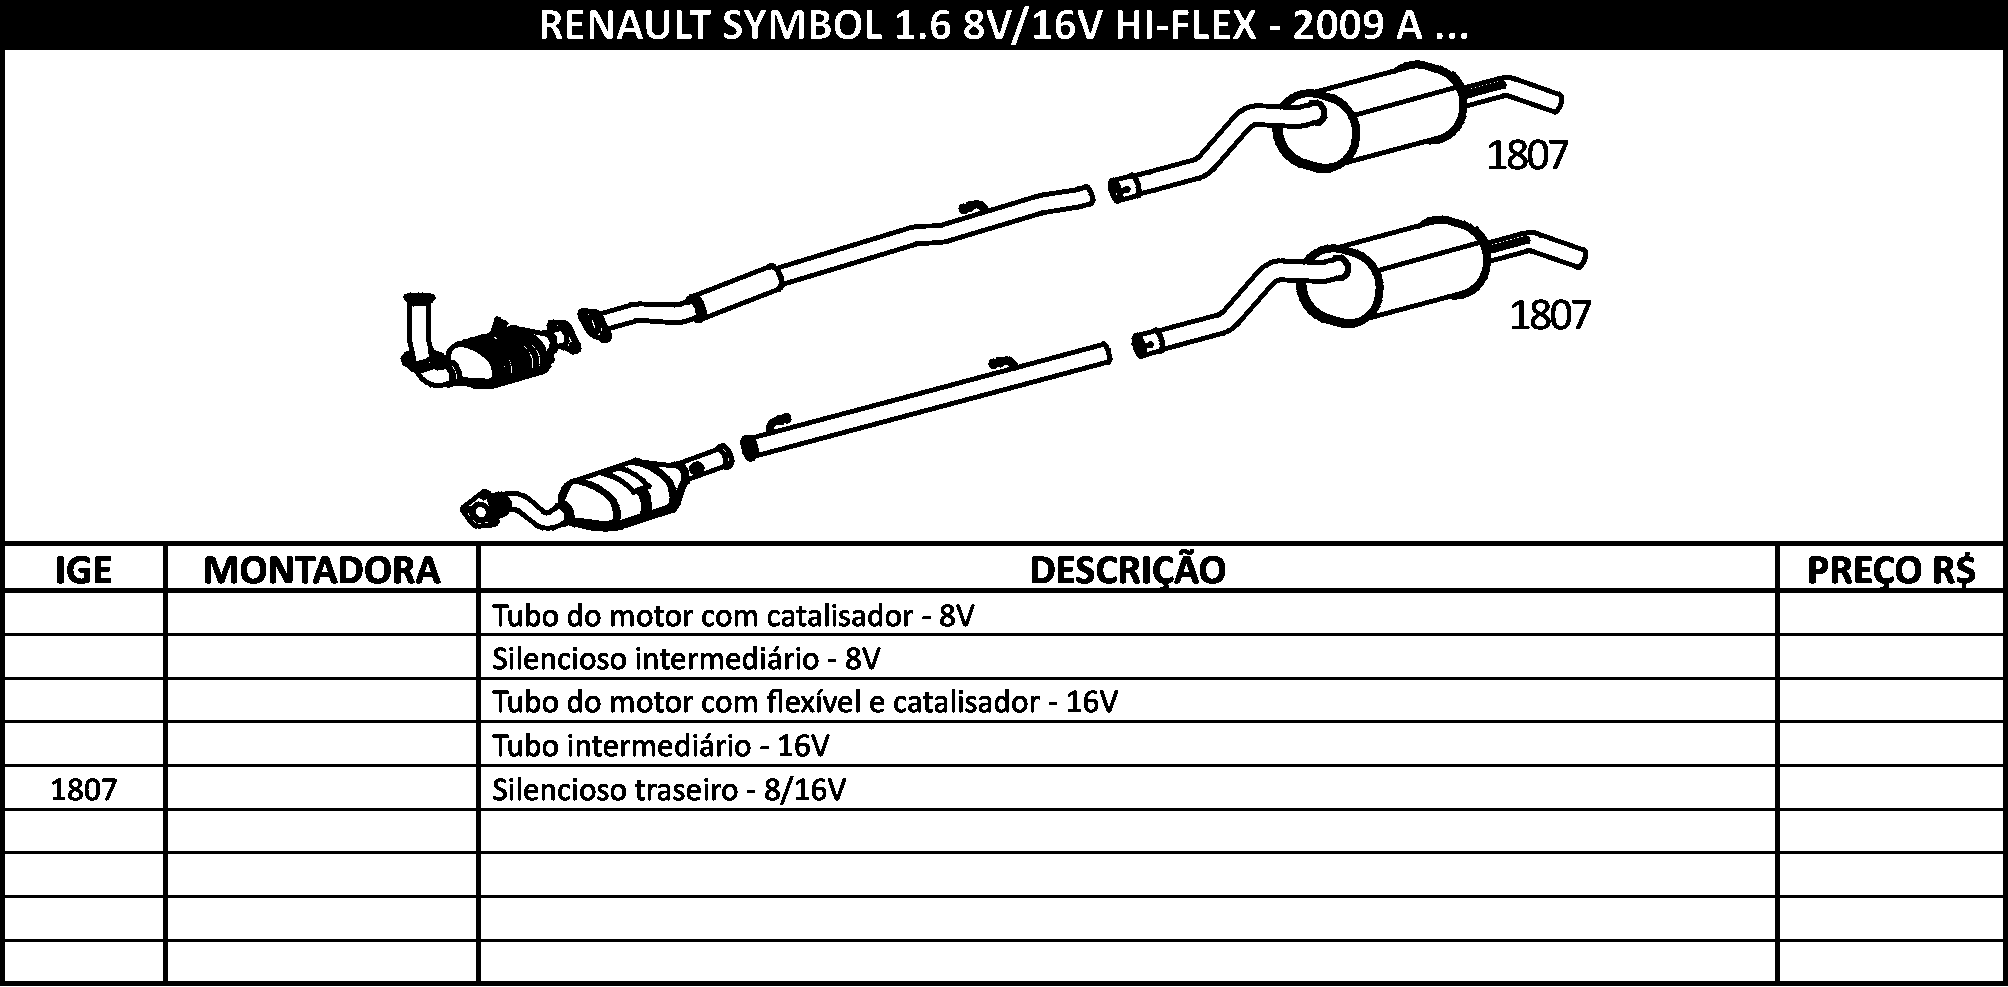 RENAULT SYMBOL 1.6 8V/16V HI-FLEX - 2009 A ...
1807
1807
IGE MONTADORA DESCRIÇÃO PREÇO R$
Tubo do motor com catalisador - 8V
Silencioso intermediário - 8V
Tubo do motor com flexível e catalisador - 16V
Tubo intermediário - 16V
1807 Silencioso traseiro - 8/16V